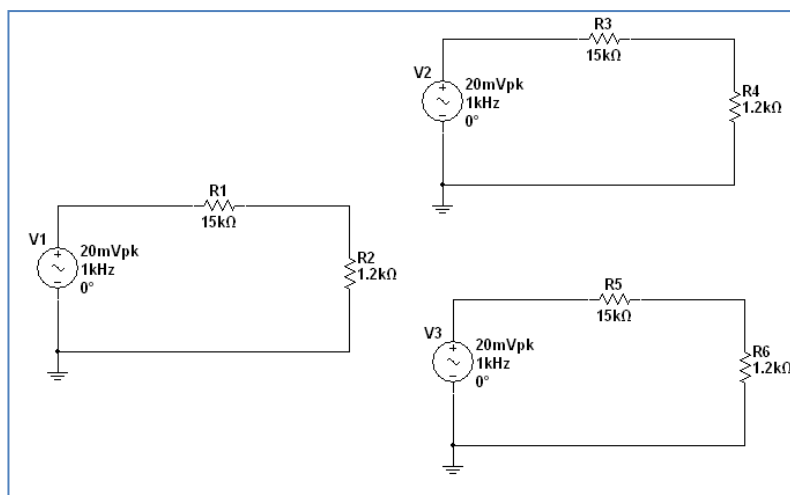 R3
15kΩ
V2
20mVpk
1kHz
0°
R4
1.2kΩ
R1
15kΩ
V1
20mVpk
1kHz
0°
R2
1.2kΩ
R5
15kΩ
V3
20mVpk
1kHz
0°
R6
1.2kΩ